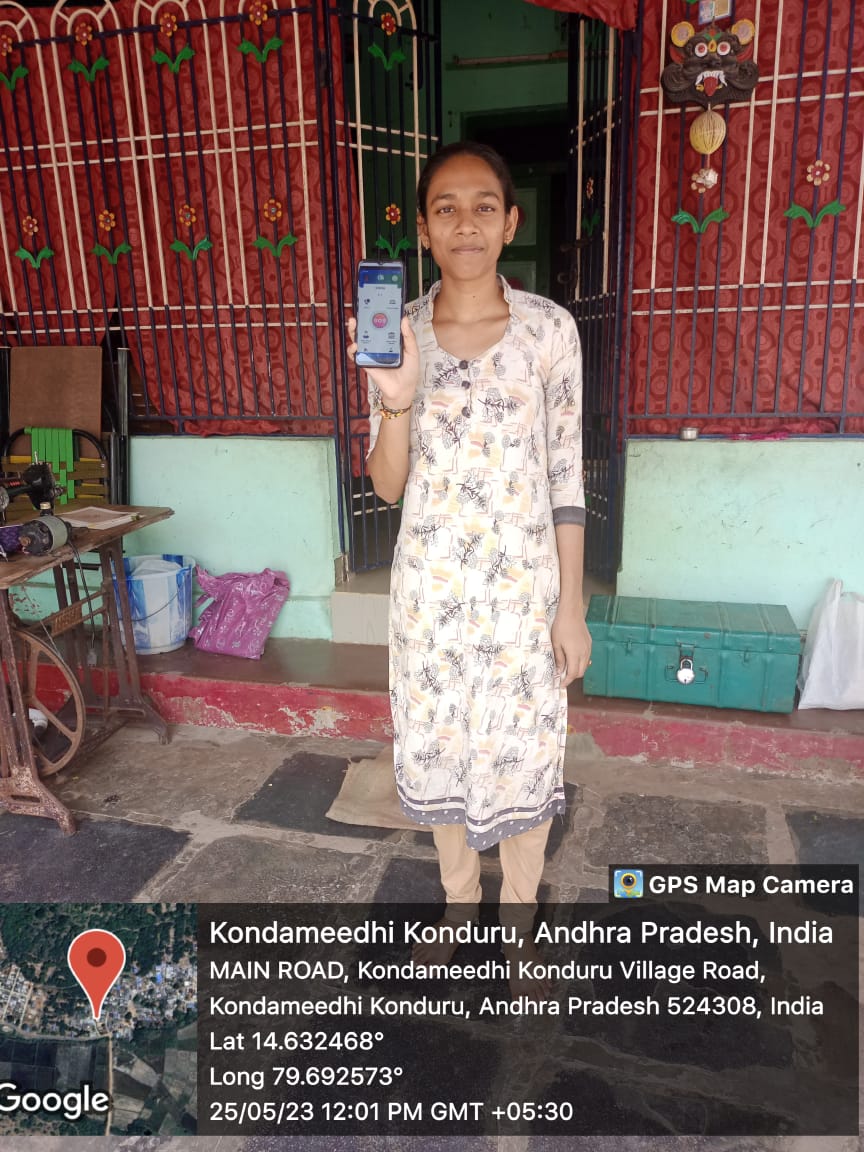 SOS
GPS Map Camera
Kondameedhi Konduru, Andhra Pradesh, India
MAIN ROAD, Kondameedhi Konduru Village Road,
Kondameedhi Konduru, Andhra Pradesh 524308, India
Lat 14.632468°
Long 79.692573°
25/05/23 12:01 PM GMT +05:30
Google